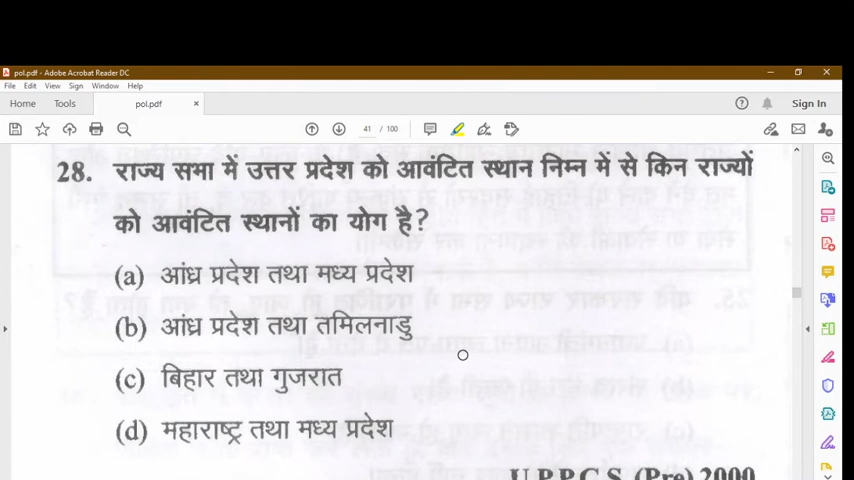 pol.pdf - Adobe Acrobat Reader DC
File Edit View Sign Window Help
Home Tools pol.pdf × Sign In
41 / 100
28. राज्य सभा में उत्तर प्रदेश को आवंटित स्थान निम्न में से किन राज्यों
को आवंटित स्थानों का योग है?
(a) आंध्र प्रदेश तथा मध्य प्रदेश
(b) आंध्र प्रदेश तथा तमिलनाडु
(c) बिहार तथा गुजरात
(d) महाराष्ट्र तथा मध्य प्रदेश
U.P.P.C.S. (Pre) 2000